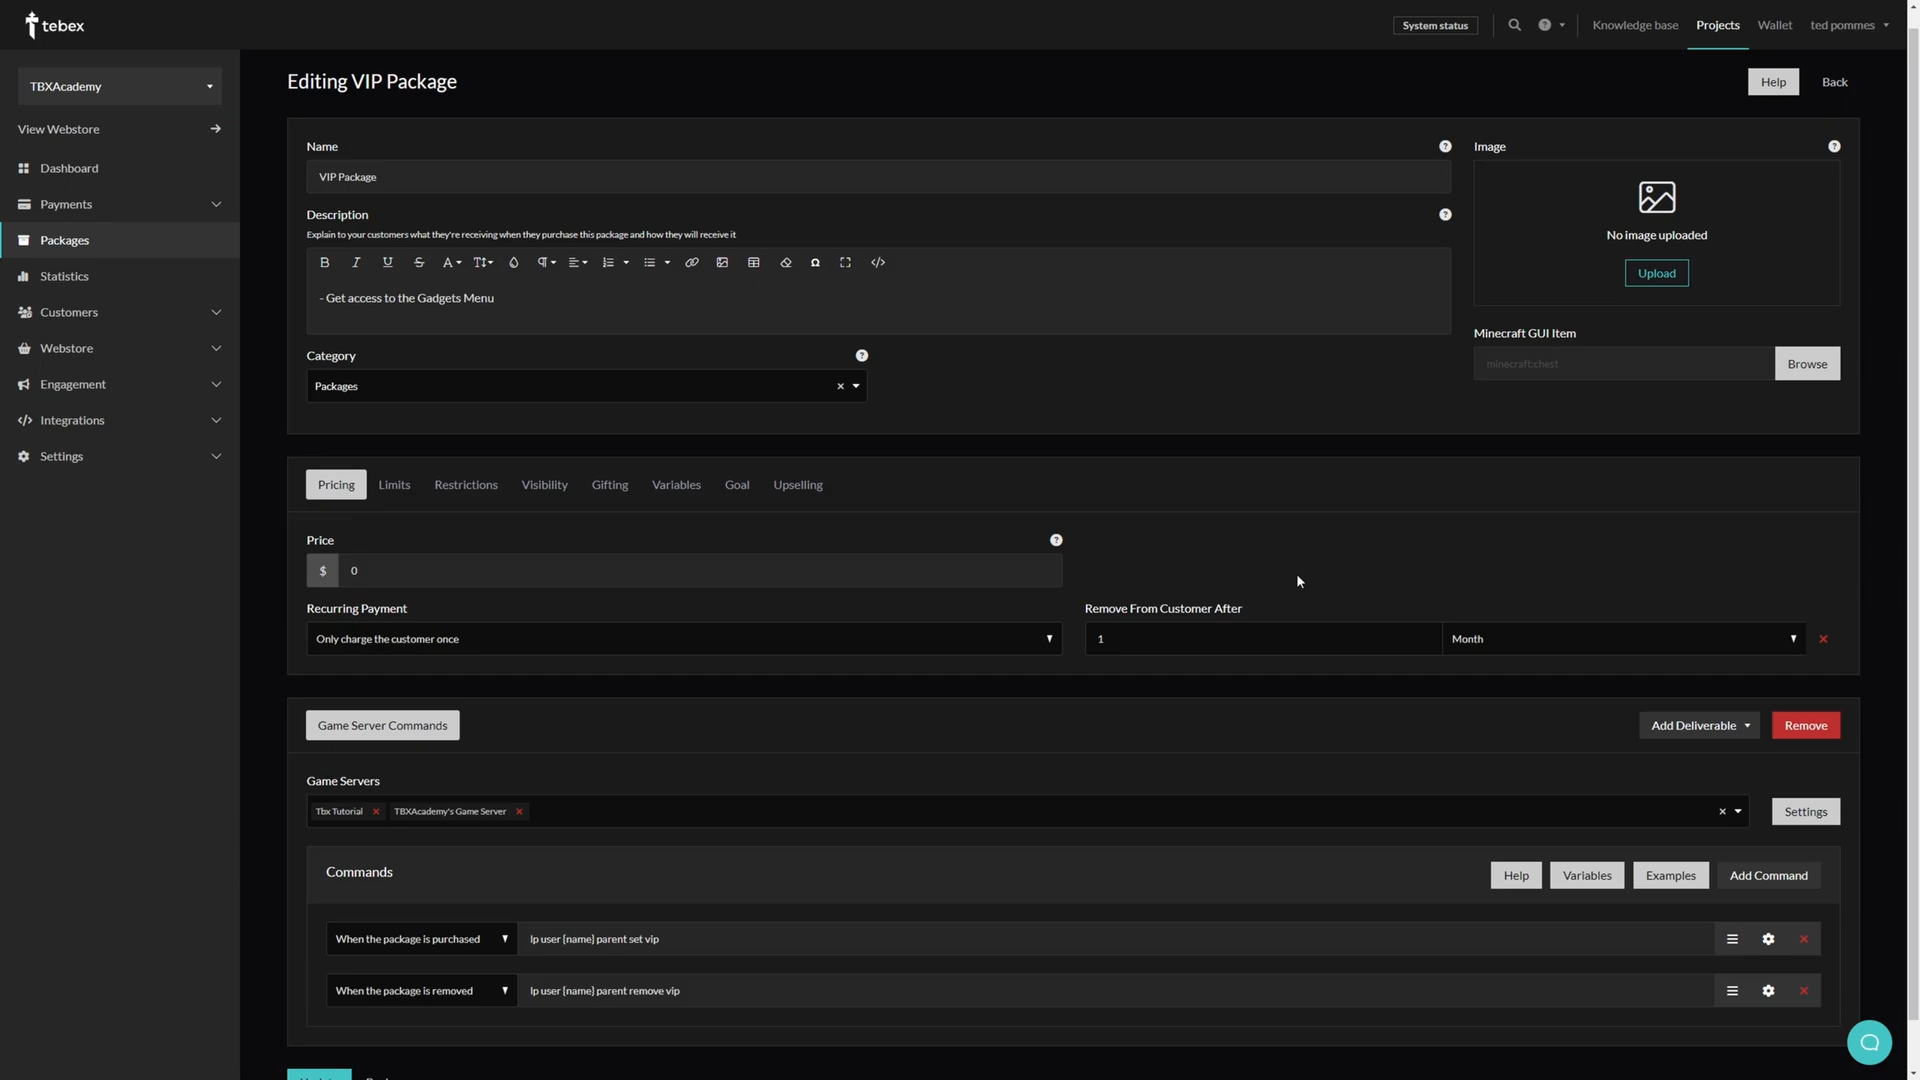 tebex
System status
Knowledge base
Projects
Wallet
ted pommes
TBXAcademy
View Webstore
Dashboard
Payments
Packages
Statistics
Customers
Webstore
Engagement
Integrations
Settings
Editing VIP Package
Help
Back
Name
VIP Package
Description
Explain to your customers what they're receiving when they purchase this package and how they will receive it
- Get access to the Gadgets Menu
Category
Packages
Image
No image uploaded
Upload
Minecraft GUI Item
minecraft:chest
Browse
Pricing
Limits
Restrictions
Visibility
Gifting
Variables
Goal
Upselling
Price
$ 0
Recurring Payment
Only charge the customer once
Remove From Customer After
1
Month
Game Server Commands
Add Deliverable
Remove
Game Servers
Tbx Tutorial
TBXAcademy's Game Server
Settings
Commands
Help
Variables
Examples
Add Command
When the package is purchased
lp user {name} parent set vip
When the package is removed
lp user {name} parent remove vip